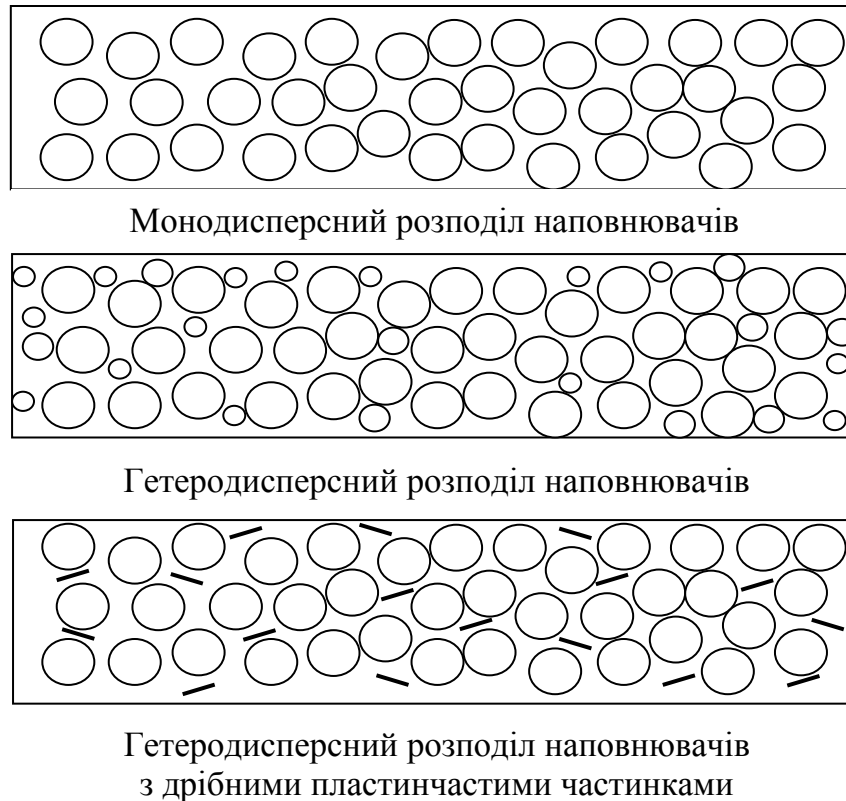 Монодисперсний розподіл наповнювачів
Гетеродисперсний розподіл наповнювачів
Гетеродисперсний розподіл наповнювачів
з дрібними пластинчастими частинками